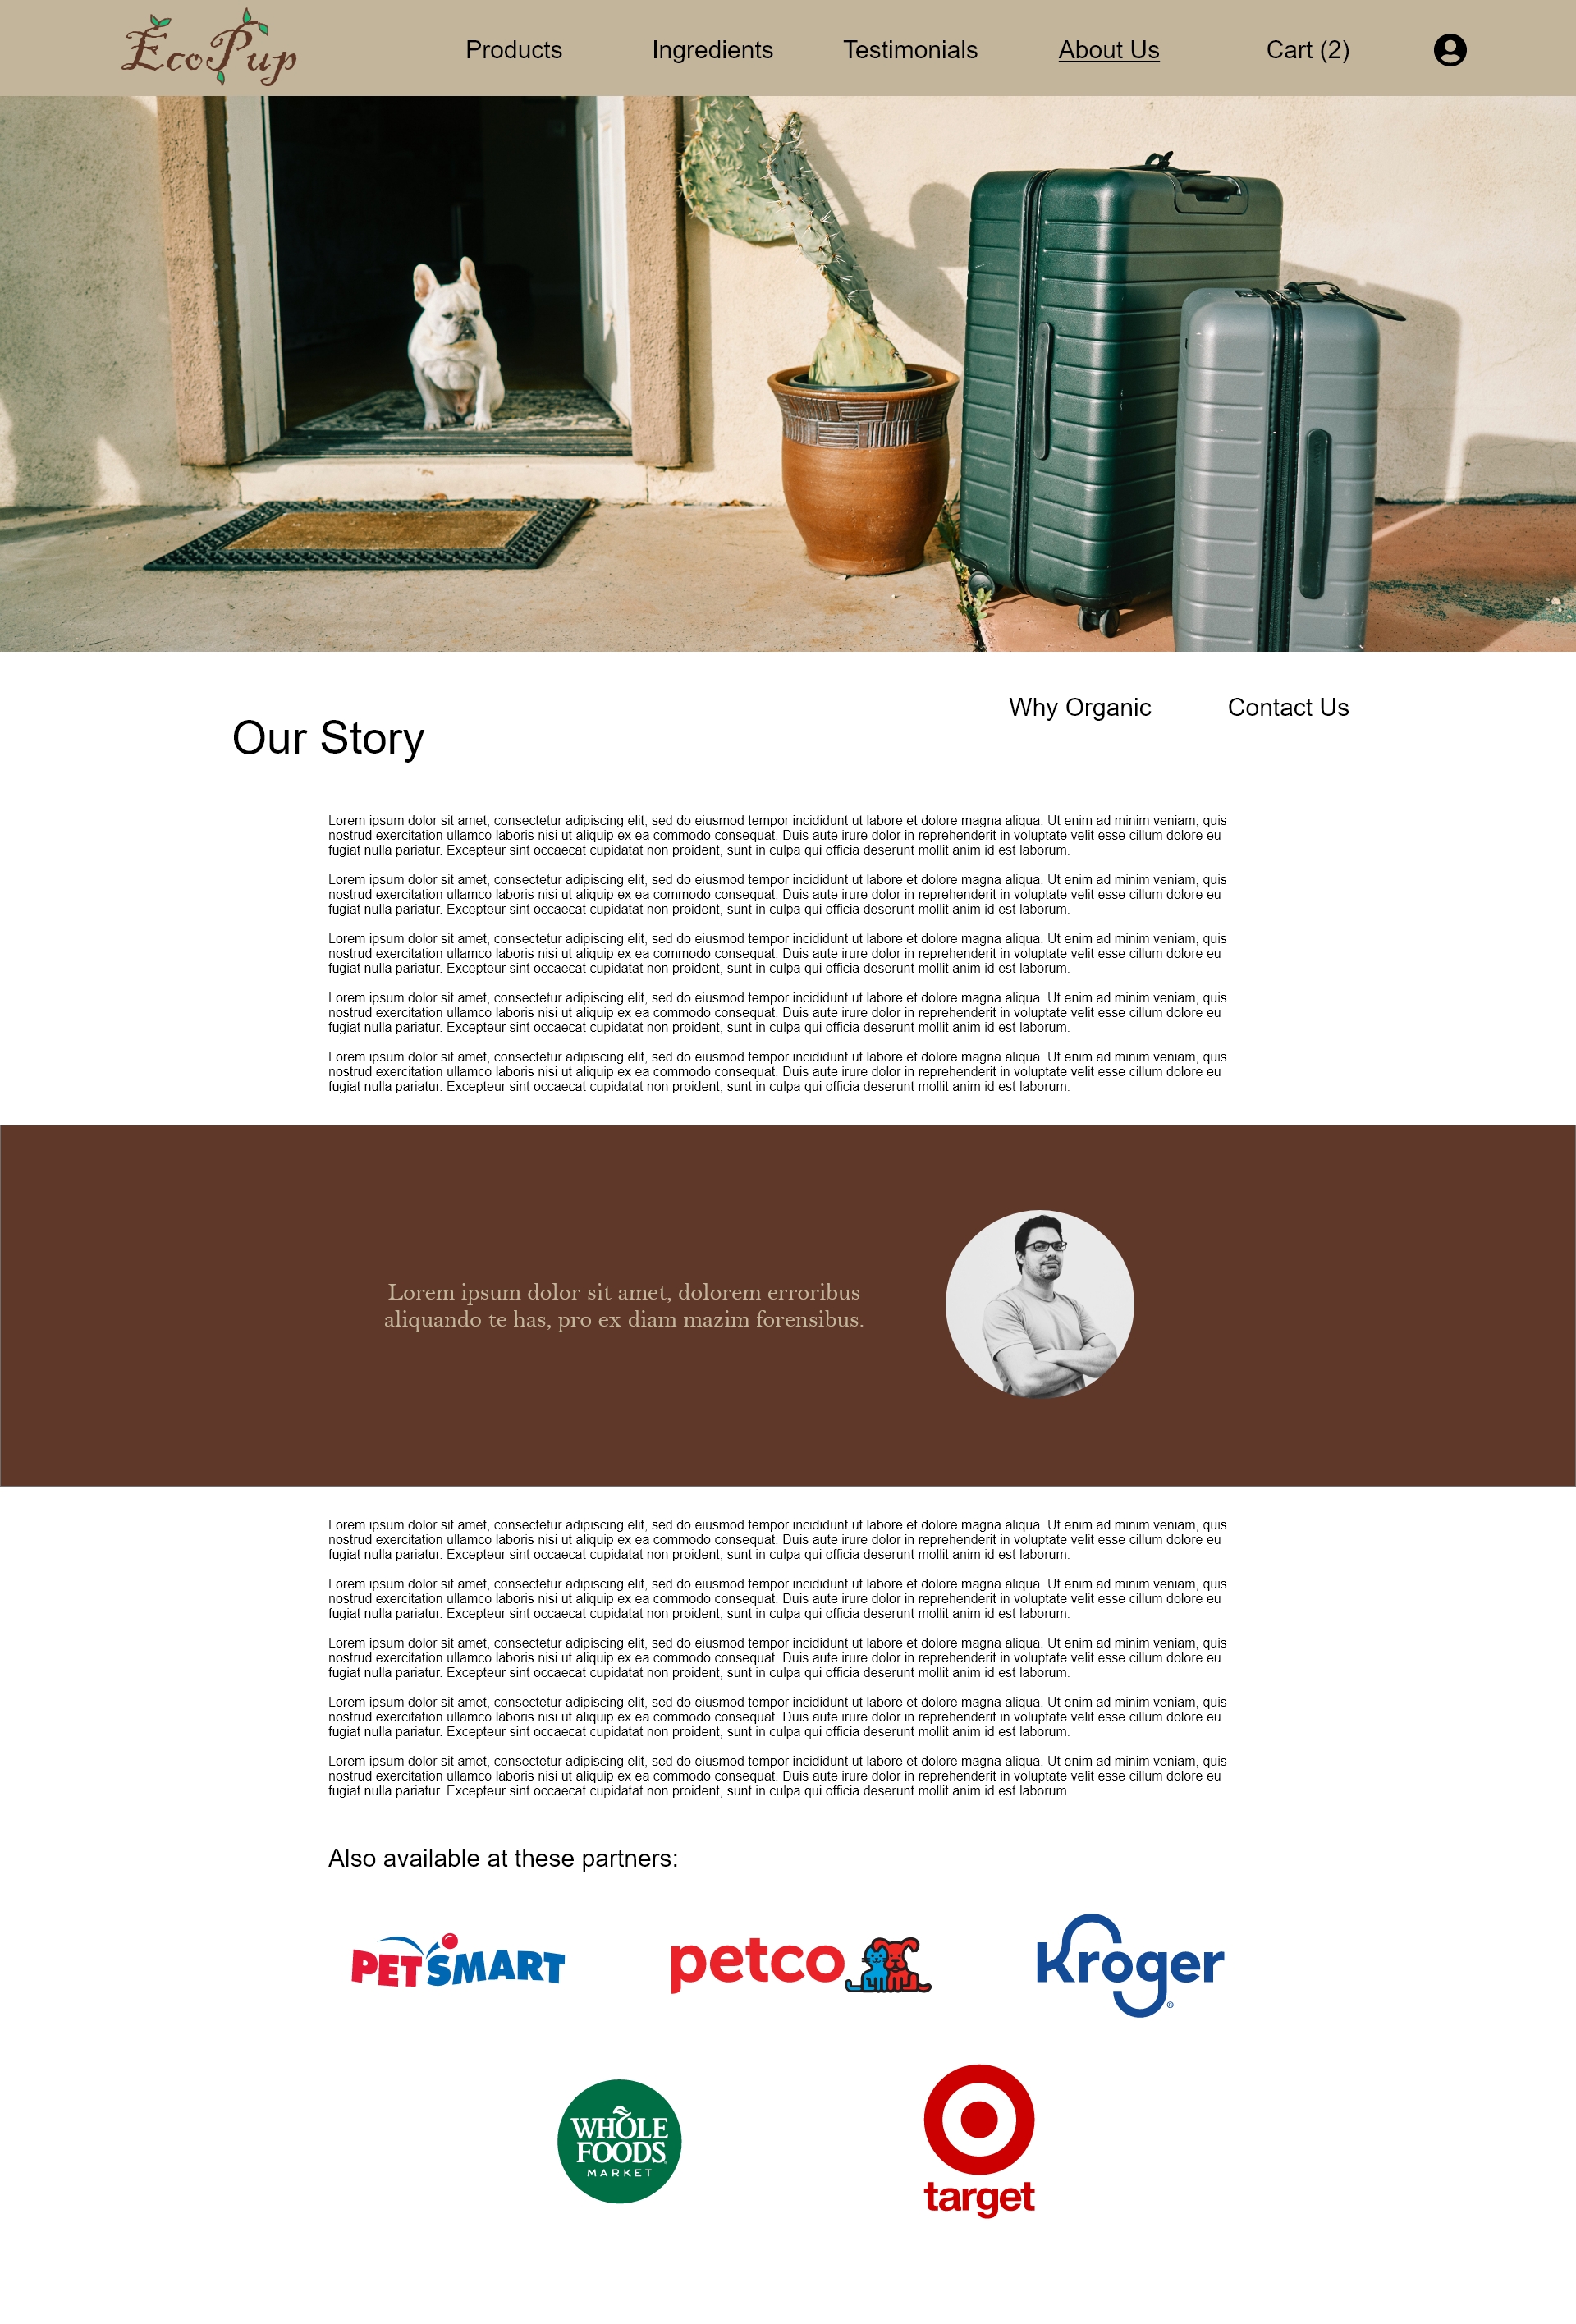 EcoPup
Products
Ingredients
Testimonials
About Us
Cart (2)
Why Organic
Contact Us
Our Story
Lorem ipsum dolor sit amet, consectetur adipiscing elit, sed do eiusmod tempor incididunt ut labore et dolore magna aliqua. Ut enim ad minim veniam, quis
nostrud exercitation ullamco laboris nisi ut aliquip ex ea commodo consequat. Duis aute irure dolor in reprehenderit in voluptate velit esse cillum dolore eu
fugiat nulla pariatur. Excepteur sint occaecat cupidatat non proident, sunt in culpa qui officia deserunt mollit anim id est laborum.
Lorem ipsum dolor sit amet, consectetur adipiscing elit, sed do eiusmod tempor incididunt ut labore et dolore magna aliqua. Ut enim ad minim veniam, quis
nostrud exercitation ullamco laboris nisi ut aliquip ex ea commodo consequat. Duis aute irure dolor in reprehenderit in voluptate velit esse cillum dolore eu
fugiat nulla pariatur. Excepteur sint occaecat cupidatat non proident, sunt in culpa qui officia deserunt mollit anim id est laborum.
Lorem ipsum dolor sit amet, consectetur adipiscing elit, sed do eiusmod tempor incididunt ut labore et dolore magna aliqua. Ut enim ad minim veniam, quis
nostrud exercitation ullamco laboris nisi ut aliquip ex ea commodo consequat. Duis aute irure dolor in reprehenderit in voluptate velit esse cillum dolore eu
fugiat nulla pariatur. Excepteur sint occaecat cupidatat non proident, sunt in culpa qui officia deserunt mollit anim id est laborum.
Lorem ipsum dolor sit amet, consectetur adipiscing elit, sed do eiusmod tempor incididunt ut labore et dolore magna aliqua. Ut enim ad minim veniam, quis
nostrud exercitation ullamco laboris nisi ut aliquip ex ea commodo consequat. Duis aute irure dolor in reprehenderit in voluptate velit esse cillum dolore eu
fugiat nulla pariatur. Excepteur sint occaecat cupidatat non proident, sunt in culpa qui officia deserunt mollit anim id est laborum.
Lorem ipsum dolor sit amet, consectetur adipiscing elit, sed do eiusmod tempor incididunt ut labore et dolore magna aliqua. Ut enim ad minim veniam, quis
nostrud exercitation ullamco laboris nisi ut aliquip ex ea commodo consequat. Duis aute irure dolor in reprehenderit in voluptate velit esse cillum dolore eu
fugiat nulla pariatur. Excepteur sint occaecat cupidatat non proident, sunt in culpa qui officia deserunt mollit anim id est laborum.
Lorem ipsum dolor sit amet, dolorem erroribus
aliquando te has, pro ex diam mazim forensibus.
Lorem ipsum dolor sit amet, consectetur adipiscing elit, sed do eiusmod tempor incididunt ut labore et dolore magna aliqua. Ut enim ad minim veniam, quis
nostrud exercitation ullamco laboris nisi ut aliquip ex ea commodo consequat. Duis aute irure dolor in reprehenderit in voluptate velit esse cillum dolore eu
fugiat nulla pariatur. Excepteur sint occaecat cupidatat non proident, sunt in culpa qui officia deserunt mollit anim id est laborum.
Lorem ipsum dolor sit amet, consectetur adipiscing elit, sed do eiusmod tempor incididunt ut labore et dolore magna aliqua. Ut enim ad minim veniam, quis
nostrud exercitation ullamco laboris nisi ut aliquip ex ea commodo consequat. Duis aute irure dolor in reprehenderit in voluptate velit esse cillum dolore eu
fugiat nulla pariatur. Excepteur sint occaecat cupidatat non proident, sunt in culpa qui officia deserunt mollit anim id est laborum.
Lorem ipsum dolor sit amet, consectetur adipiscing elit, sed do eiusmod tempor incididunt ut labore et dolore magna aliqua. Ut enim ad minim veniam, quis
nostrud exercitation ullamco laboris nisi ut aliquip ex ea commodo consequat. Duis aute irure dolor in reprehenderit in voluptate velit esse cillum dolore eu
fugiat nulla pariatur. Excepteur sint occaecat cupidatat non proident, sunt in culpa qui officia deserunt mollit anim id est laborum.
Lorem ipsum dolor sit amet, consectetur adipiscing elit, sed do eiusmod tempor incididunt ut labore et dolore magna aliqua. Ut enim ad minim veniam, quis
nostrud exercitation ullamco laboris nisi ut aliquip ex ea commodo consequat. Duis aute irure dolor in reprehenderit in voluptate velit esse cillum dolore eu
fugiat nulla pariatur. Excepteur sint occaecat cupidatat non proident, sunt in culpa qui officia deserunt mollit anim id est laborum.
Lorem ipsum dolor sit amet, consectetur adipiscing elit, sed do eiusmod tempor incididunt ut labore et dolore magna aliqua. Ut enim ad minim veniam, quis
nostrud exercitation ullamco laboris nisi ut aliquip ex ea commodo consequat. Duis aute irure dolor in reprehenderit in voluptate velit esse cillum dolore eu
fugiat nulla pariatur. Excepteur sint occaecat cupidatat non proident, sunt in culpa qui officia deserunt mollit anim id est laborum.
Also available at these partners:
PETSMART
petco
Kroger®
WHOLE
FOODS
MARKET
target